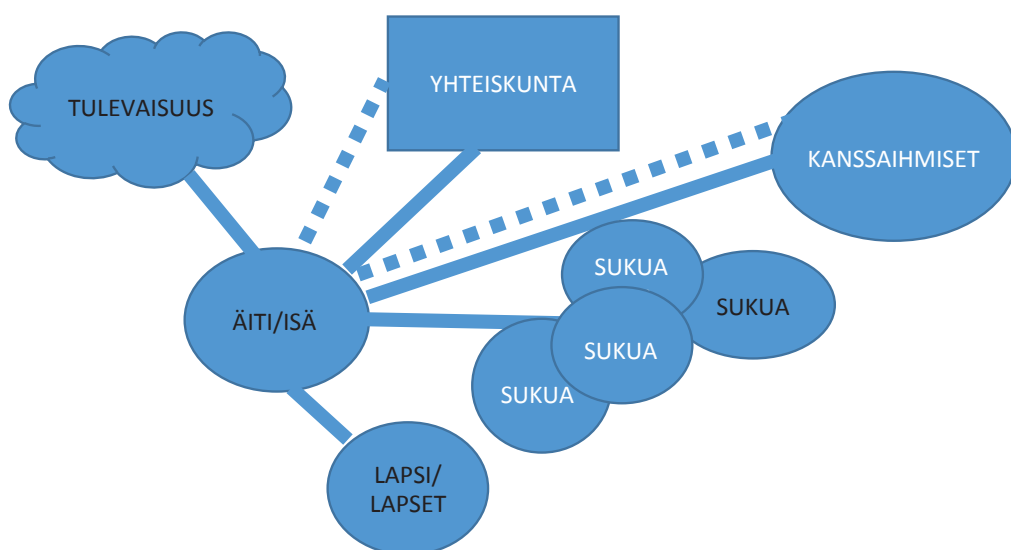 TULEVAISUUS
YHTEISKUNTA
KANSSAIHMISET
SUKUA
SUKUA
ÄITI/ISÄ
SUKUA
SUKUA
LAPSI/
LAPSET